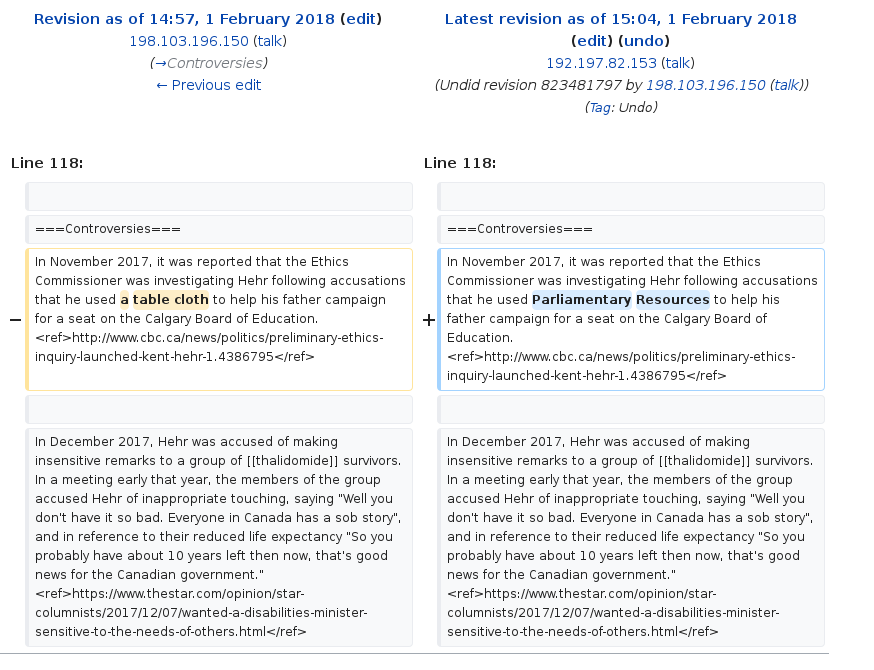 Revision as of 14:57, 1 February 2018 (edit)
198.103.196.150 (talk)
(→Controversies)
← Previous edit
Latest revision as of 15:04, 1 February 2018
(edit) (undo)
192.197.82.153 (talk)
(Undid revision 823481797 by 198.103.196.150 (talk))
(Tag: Undo)
Line 118:
Line 118:
===Controversies===
===Controversies===
−
In November 2017, it was reported that the Ethics
Commissioner was investigating Hehr following accusations
that he used a table cloth to help his father campaign
for a seat on the Calgary Board of Education.
<ref>http://www.cbc.ca/news/politics/preliminary-ethics-
inquiry-launched-kent-hehr-1.4386795</ref>
+
In November 2017, it was reported that the Ethics
Commissioner was investigating Hehr following accusations
that he used Parliamentary Resources to help his
father campaign for a seat on the Calgary Board of
Education.
<ref>http://www.cbc.ca/news/politics/preliminary-ethics-
inquiry-launched-kent-hehr-1.4386795</ref>
In December 2017, Hehr was accused of making
insensitive remarks to a group of [[thalidomide]] survivors.
In a meeting early that year, the members of the group
accused Hehr of inappropriate touching, saying "Well you
don't have it so bad. Everyone in Canada has a sob story",
and in reference to their reduced life expectancy "So you
probably have about 10 years left then now, that's good
news for the Canadian government."
<ref>https://www.thestar.com/opinion/star-
columnists/2017/12/07/wanted-a-disabilities-minister-
sensitive-to-the-needs-of-others.html</ref>
In December 2017, Hehr was accused of making
insensitive remarks to a group of [[thalidomide]] survivors.
In a meeting early that year, the members of the group
accused Hehr of inappropriate touching, saying "Well you
don't have it so bad. Everyone in Canada has a sob story",
and in reference to their reduced life expectancy "So you
probably have about 10 years left then now, that's good
news for the Canadian government."
<ref>https://www.thestar.com/opinion/star-
columnists/2017/12/07/wanted-a-disabilities-minister-
sensitive-to-the-needs-of-others.html</ref>